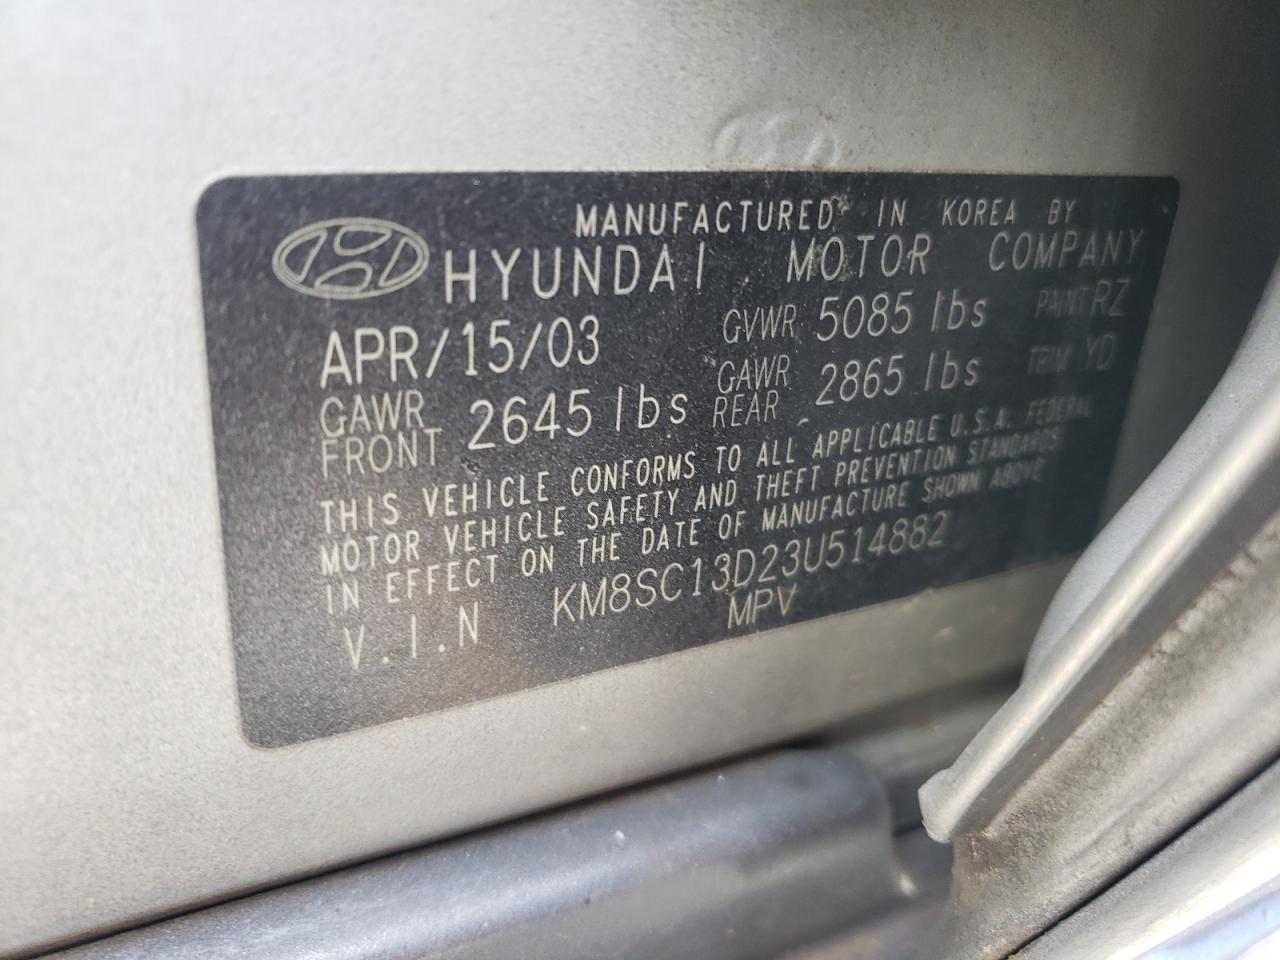 MANUFACTURED IN KOREA BY
HYUNDAI MOTOR COMPANY
APR/15/03 GVWR 5085 lbs PAINT RZ
GAWR FRONT 2645 lbs GAWR REAR 2865 lbs TRIM YD
THIS VEHICLE CONFORMS TO ALL APPLICABLE U.S.A. FEDERAL
MOTOR VEHICLE SAFETY AND THEFT PREVENTION STANDARDS
IN EFFECT ON THE DATE OF MANUFACTURE SHOWN ABOVE
V.I.N KM8SC13D23U514882
MPV